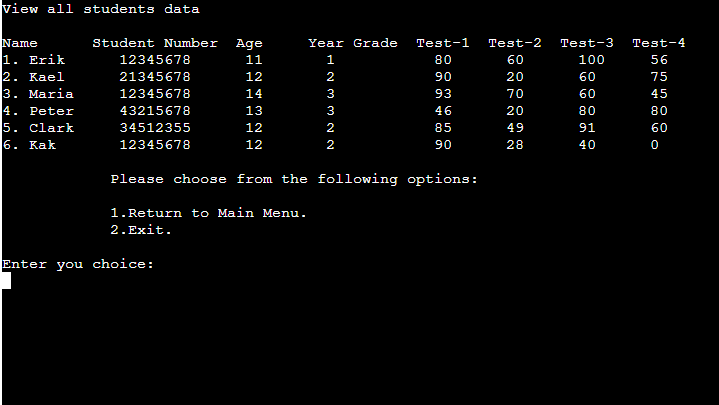 View all students data
Name Student Number Age Year Grade Test-1 Test-2 Test-3 Test-4
1. Erik 12345678 11 1 80 60 100 56
2. Kael 21345678 12 2 90 20 60 75
3. Maria 12345678 14 3 93 70 60 45
4. Peter 43215678 13 3 46 20 80 80
5. Clark 34512355 12 2 85 49 91 60
6. Kak 12345678 12 2 90 28 40 0
Please choose from the following options:
1.Return to Main Menu.
2.Exit.
Enter you choice: